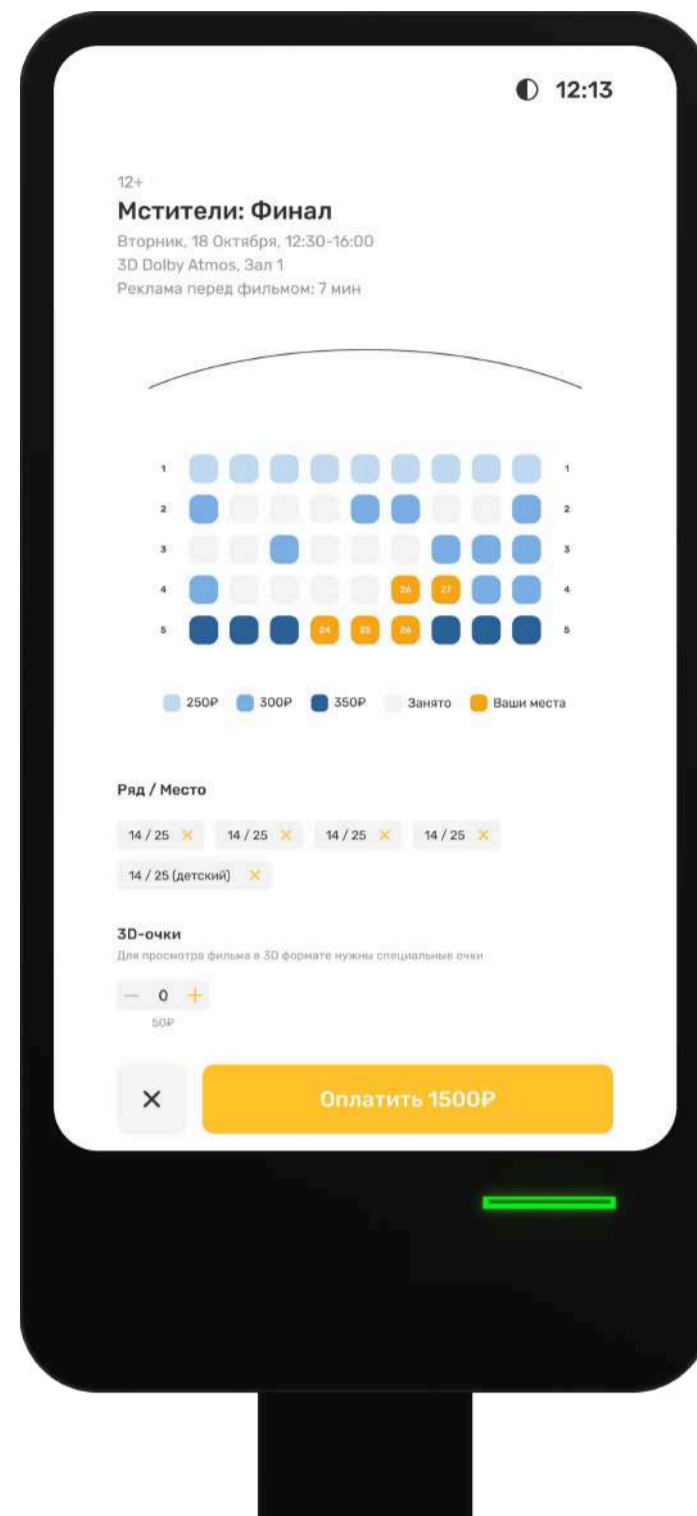 12:13
12+
Мстители: Финал
Вторник, 18 Октября, 12:30-16:00
3D Dolby Atmos, Зал 1
Реклама перед фильмом: 7 мин
1 1
2 2
3 3
4 26 27 4
5 24 25 26 5
250₽ 300₽ 350₽ Занято Ваши места
Ряд / Место
14 / 25 × 14 / 25 × 14 / 25 × 14 / 25 ×
14 / 25 (детский) ×
3D-очки
Для просмотра фильма в 3D формате нужны специальные очки
— 0 +
50₽
× Оплатить 1500₽